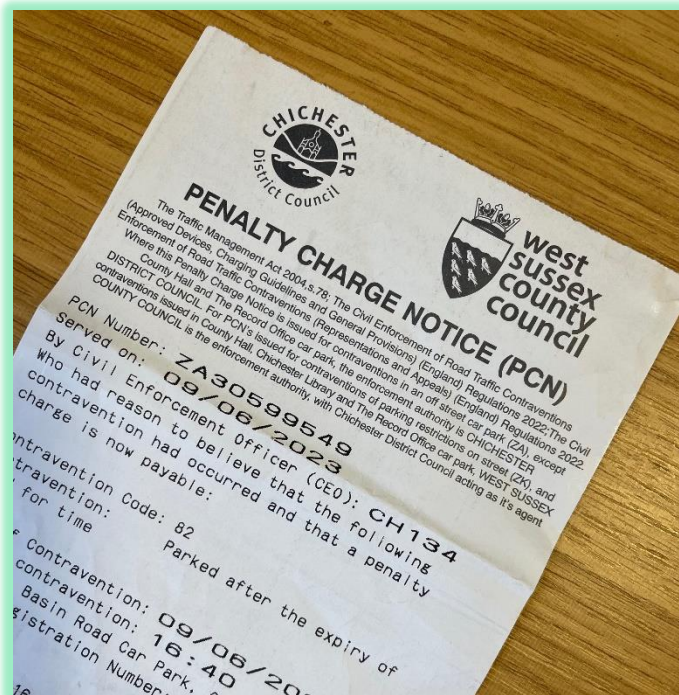 CHICHESTER
District Council
west
sussex
county
council
PENALTY CHARGE NOTICE (PCN)
The Traffic Management Act 2004,s.78; The Civil Enforcement of Road Traffic Contraventions
(Approved Devices, Charging Guidelines and General Provisions) (England) Regulations 2022;The Civil
Enforcement of Road Traffic Contraventions (Representations and Appeals) (England) Regulations 2022
Where this Penalty Charge Notice is issued for contraventions in an off street car park (ZA), except
County Hall and The Record Office car park, the enforcement authority is CHICHESTER
DISTRICT COUNCIL. For PCN's issued for contraventions of parking restrictions on street (ZK), and
contraventions issued in County Hall, Chichester Library and The Record Office car park, WEST SUSSEX
COUNTY COUNCIL is the enforcement authority, with Chichester District Council acting as it's agent
PCN Number: ZA30599549
Served on: 09/06/2023
By Civil Enforcement Officer (CEO): CH134
Who had reason to believe that the following
contravention had occurred and that a penalty
charge is now payable:
ontravention Code: 82
travention: Parked after the expiry of
for time
f Contravention: 09/06/20
contravention: 16:40
Basin Road Car Park,
gistration Number: